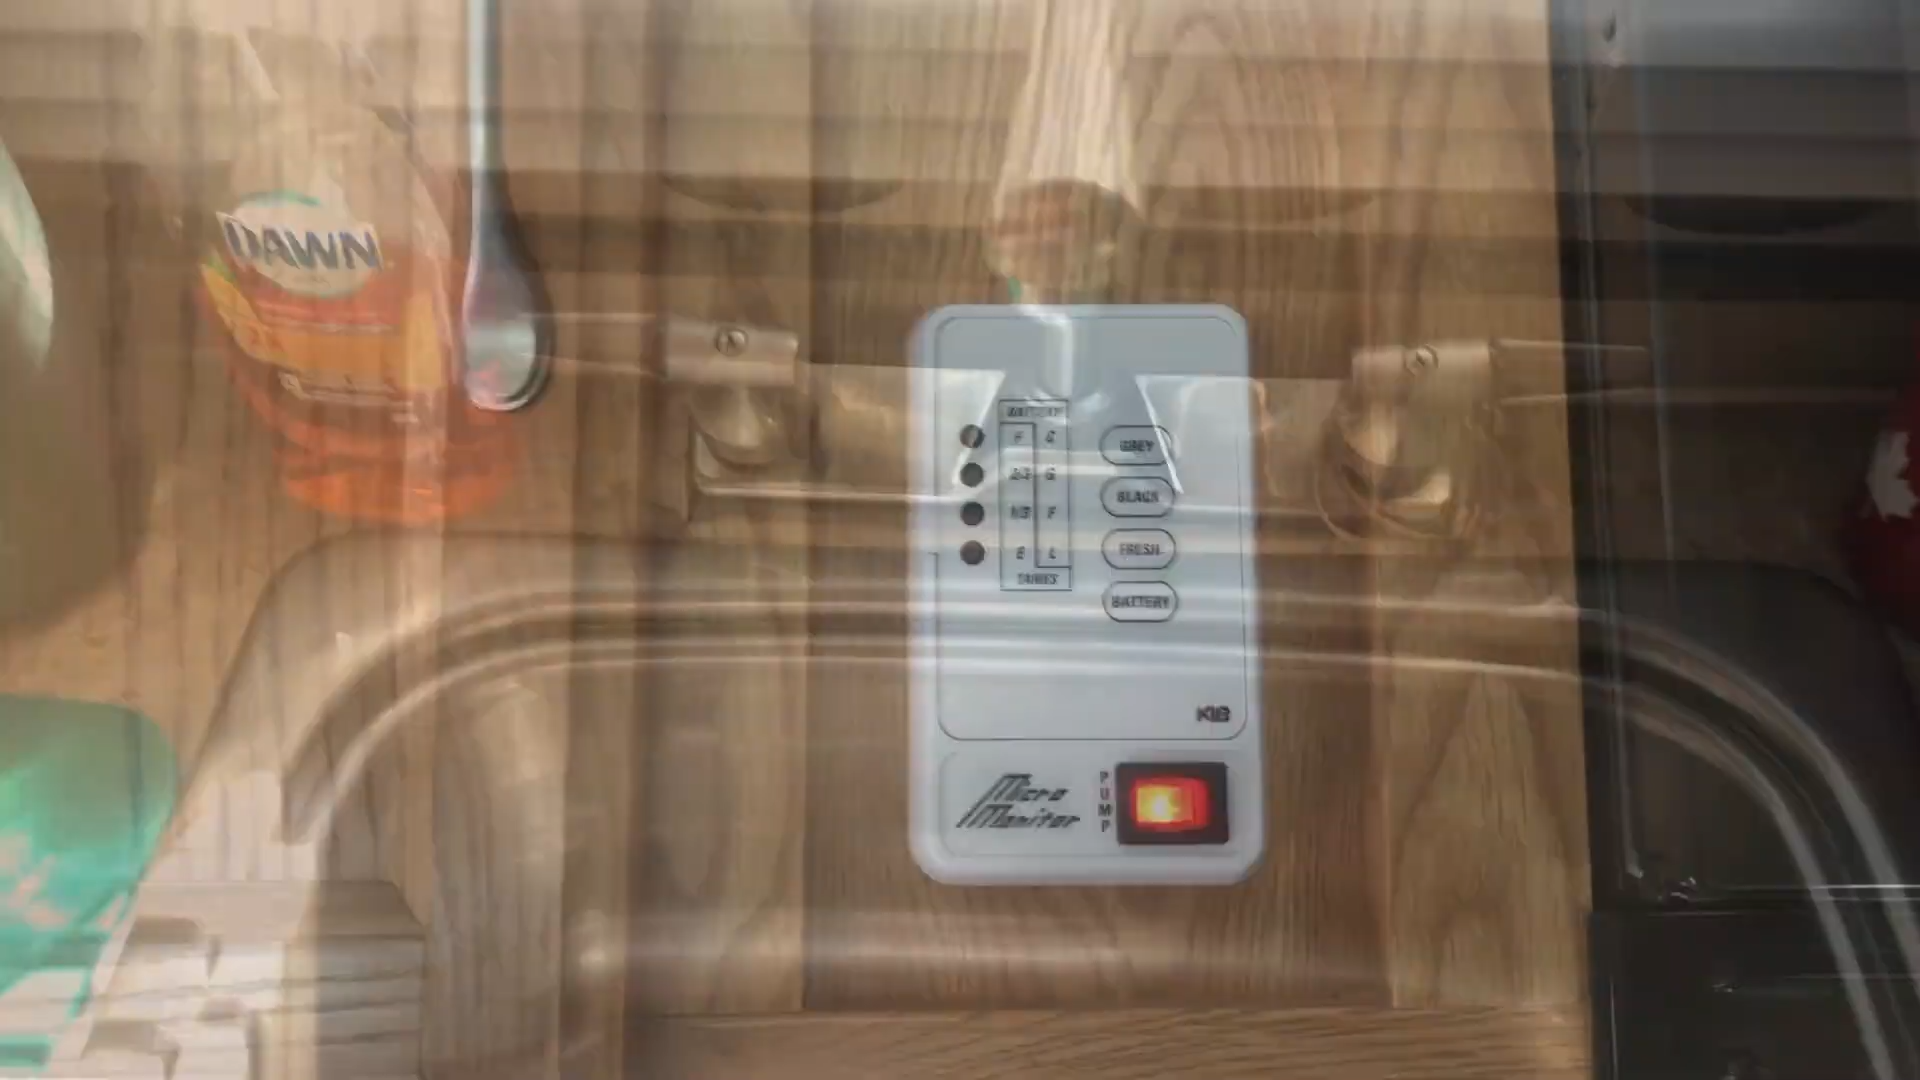 DAWN
BATTERY
F C
2/3 G
1/3 F
E L
TANKS
GREY
BLACK
FRESH
BATTERY
KIB
Micro
Monitor
PUMP